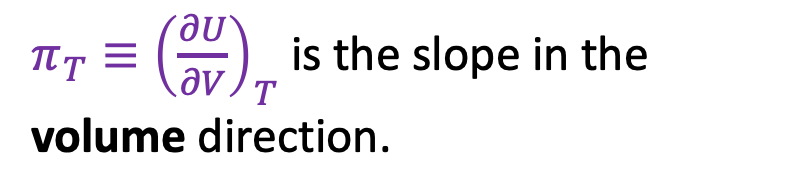 π_T ≡ (∂U/∂V)_T is the slope in the
volume direction.